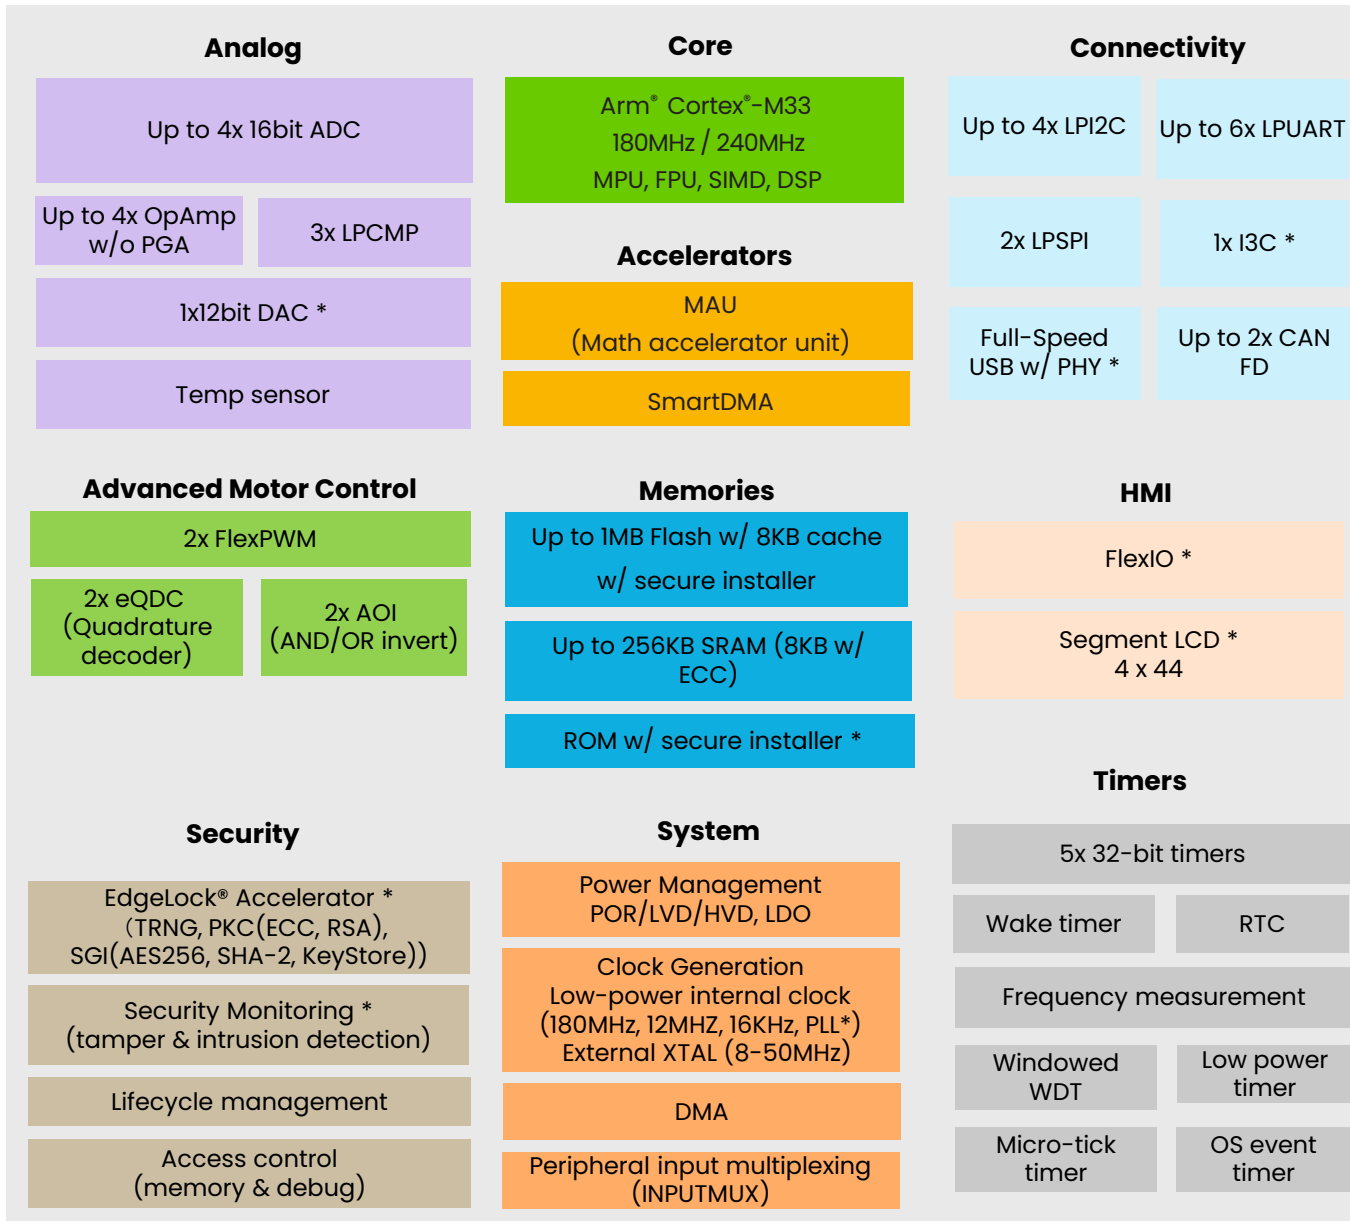 Analog
Up to 4x 16bit ADC
Up to 4x OpAmp
w/o PGA
3x LPCMP
1x12bit DAC *
Temp sensor
Core
Arm® Cortex®-M33
180MHz / 240MHz
MPU, FPU, SIMD, DSP
Accelerators
MAU
(Math accelerator unit)
SmartDMA
Connectivity
Up to 4x LPI2C
Up to 6x LPUART
2x LPSPI
1x I3C *
Full-Speed
USB w/ PHY *
Up to 2x CAN
FD
Advanced Motor Control
2x FlexPWM
2x eQDC
(Quadrature
decoder)
2x AOI
(AND/OR invert)
Memories
Up to 1MB Flash w/ 8KB cache
w/ secure installer
Up to 256KB SRAM (8KB w/
ECC)
ROM w/ secure installer *
HMI
FlexIO *
Segment LCD *
4 x 44
Security
EdgeLock® Accelerator *
(TRNG, PKC(ECC, RSA),
SGI(AES256, SHA-2, KeyStore))
Security Monitoring *
(tamper & intrusion detection)
Lifecycle management
Access control
(memory & debug)
System
Power Management
POR/LVD/HVD, LDO
Clock Generation
Low-power internal clock
(180MHz, 12MHZ, 16KHz, PLL*)
External XTAL (8-50MHz)
DMA
Peripheral input multiplexing
(INPUTMUX)
Timers
5x 32-bit timers
Wake timer
RTC
Frequency measurement
Windowed
WDT
Low power
timer
Micro-tick
timer
OS event
timer